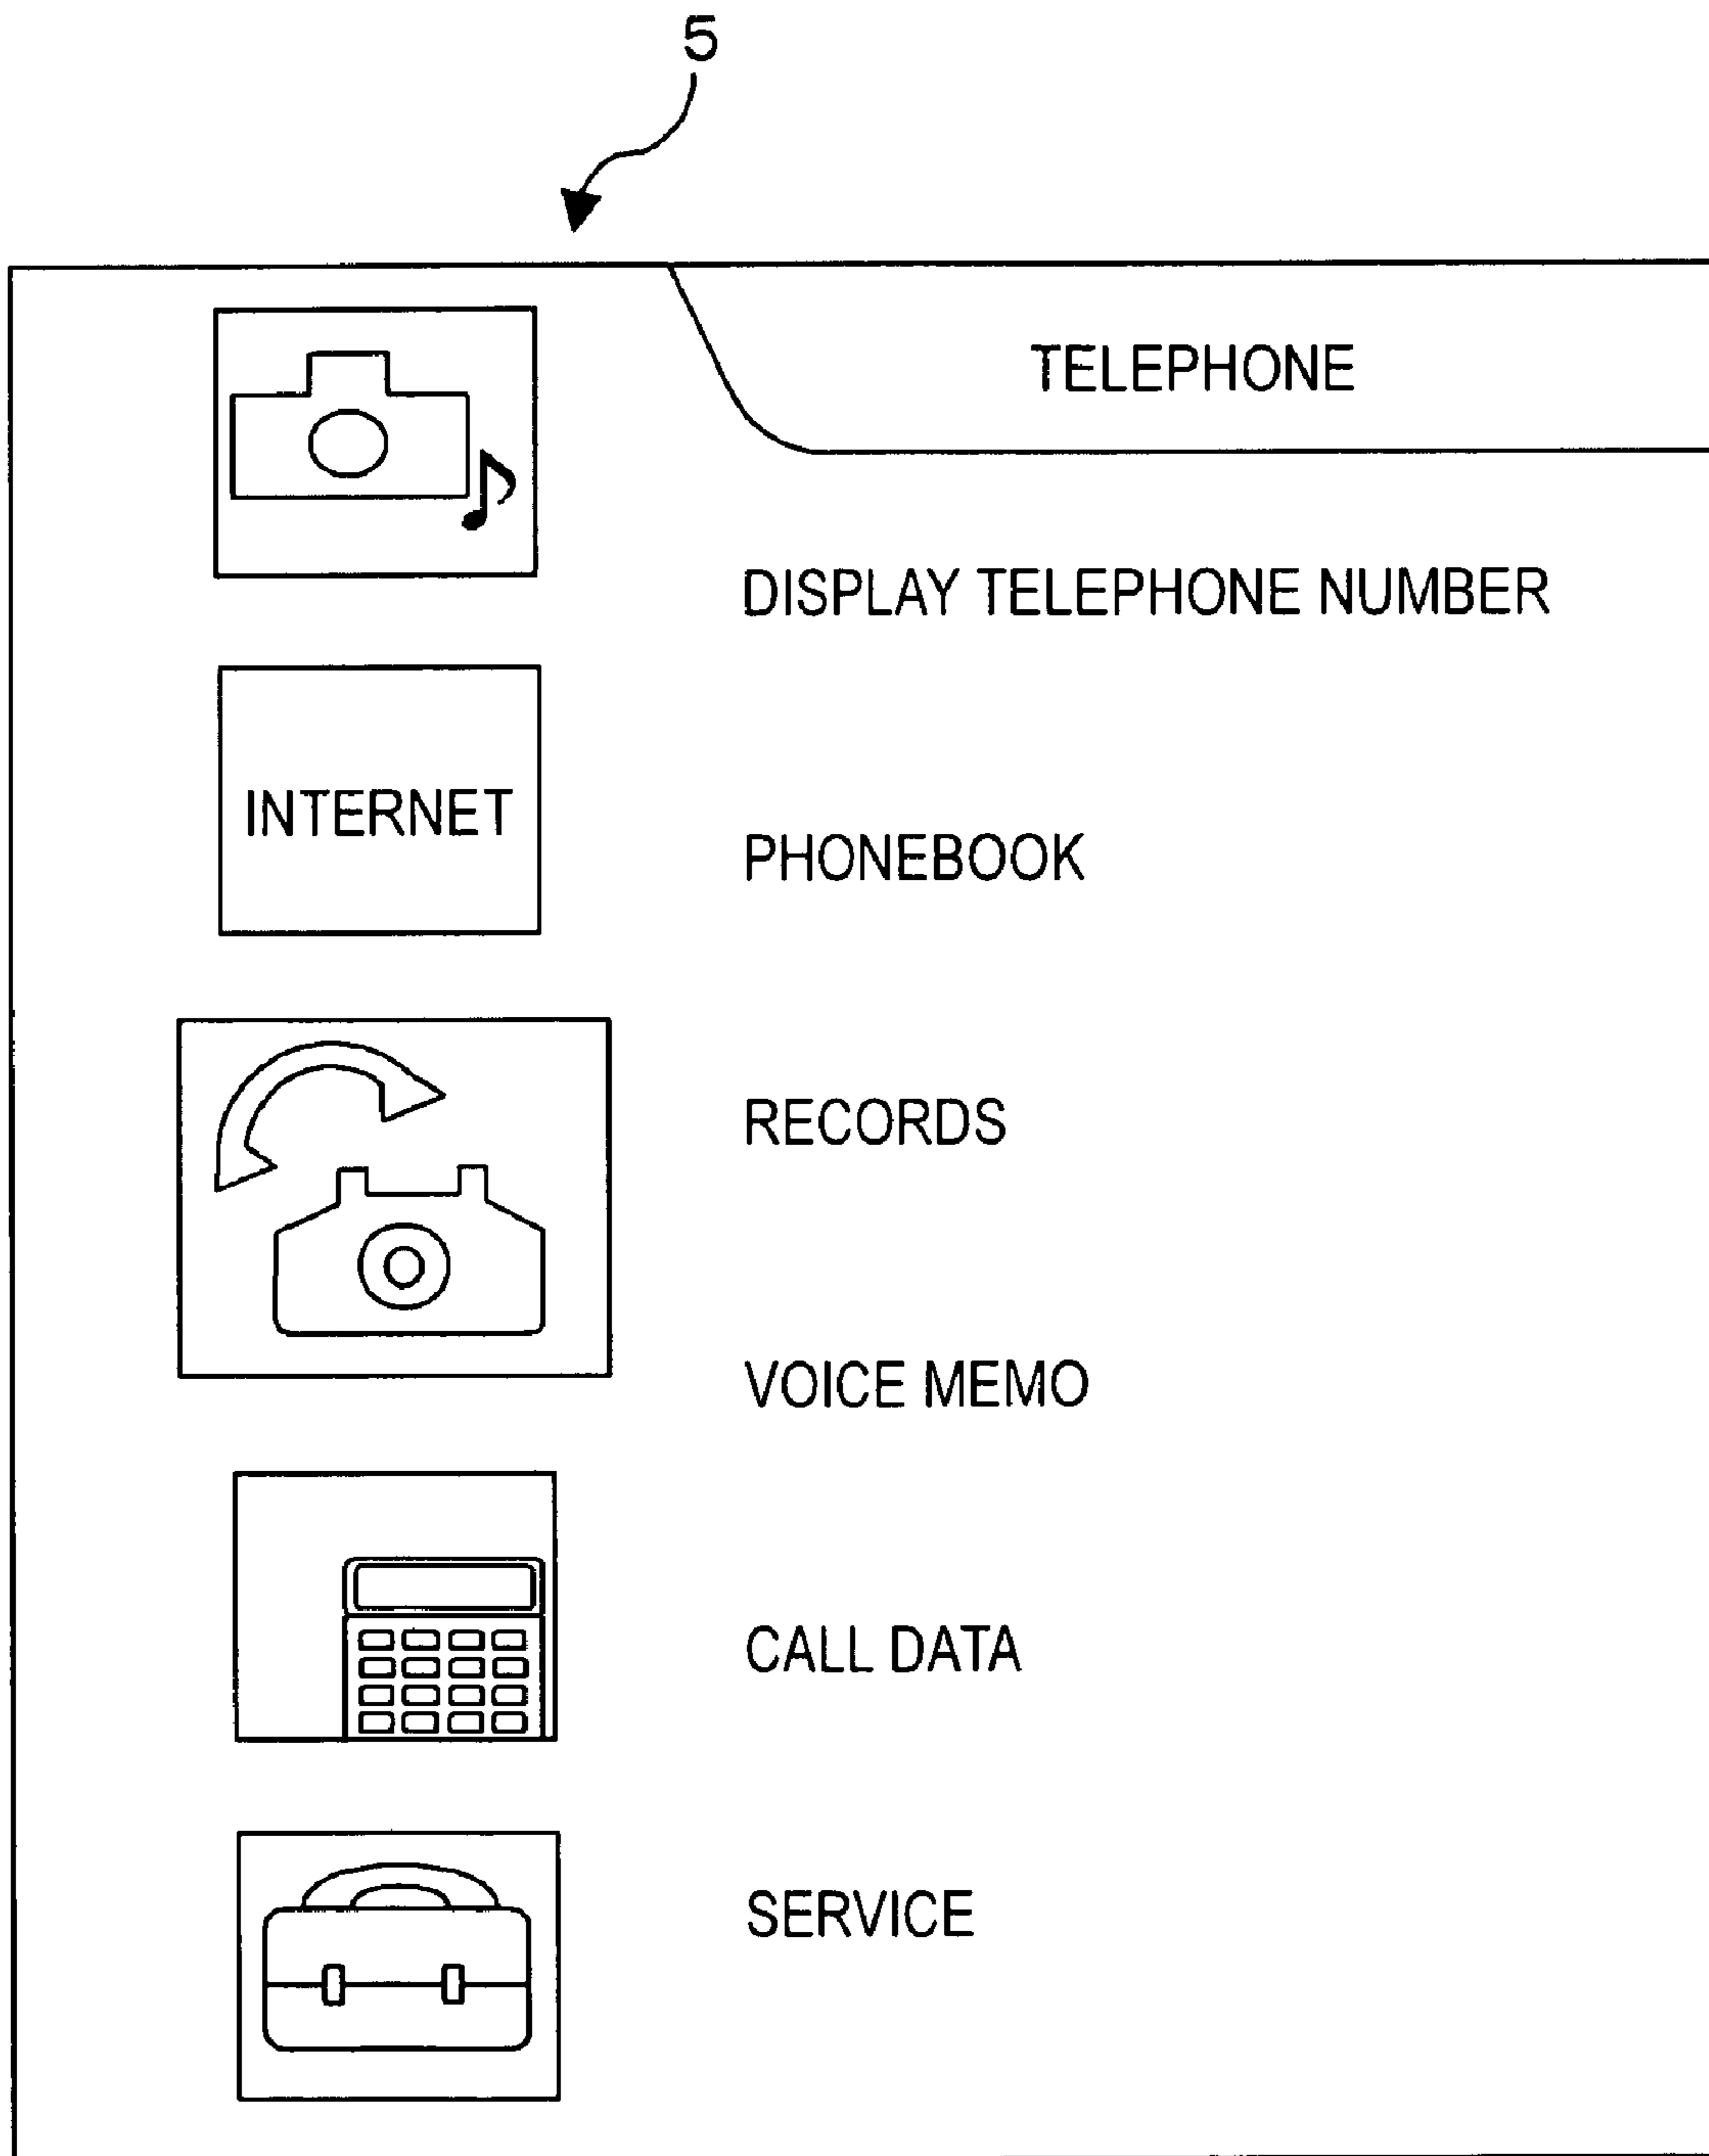 5
TELEPHONE
DISPLAY TELEPHONE NUMBER
INTERNET
PHONEBOOK
RECORDS
VOICE MEMO
CALL DATA
SERVICE